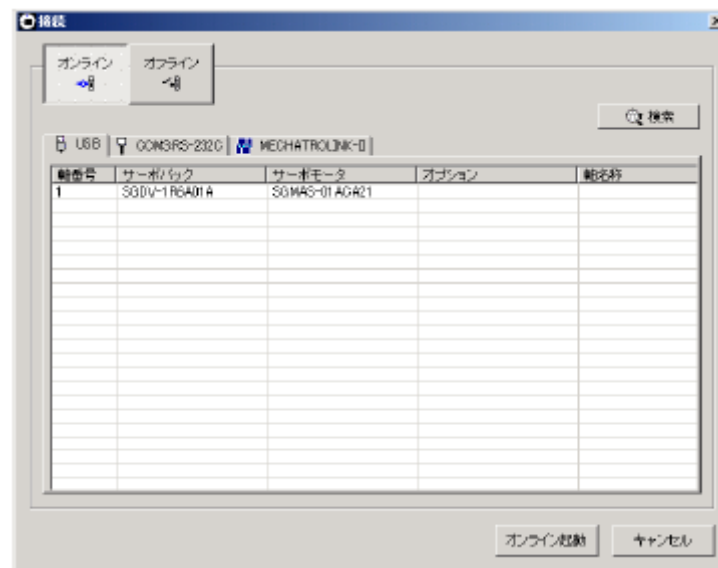 接続
オンライン オフライン
検索
USB COM3RS-232C MECHATROLINK-II
軸番号 サーボパック サーボモータ オプション 軸名称
1 SGDV-1R6A01A SGMAS-01ACA21
オンライン起動 キャンセル